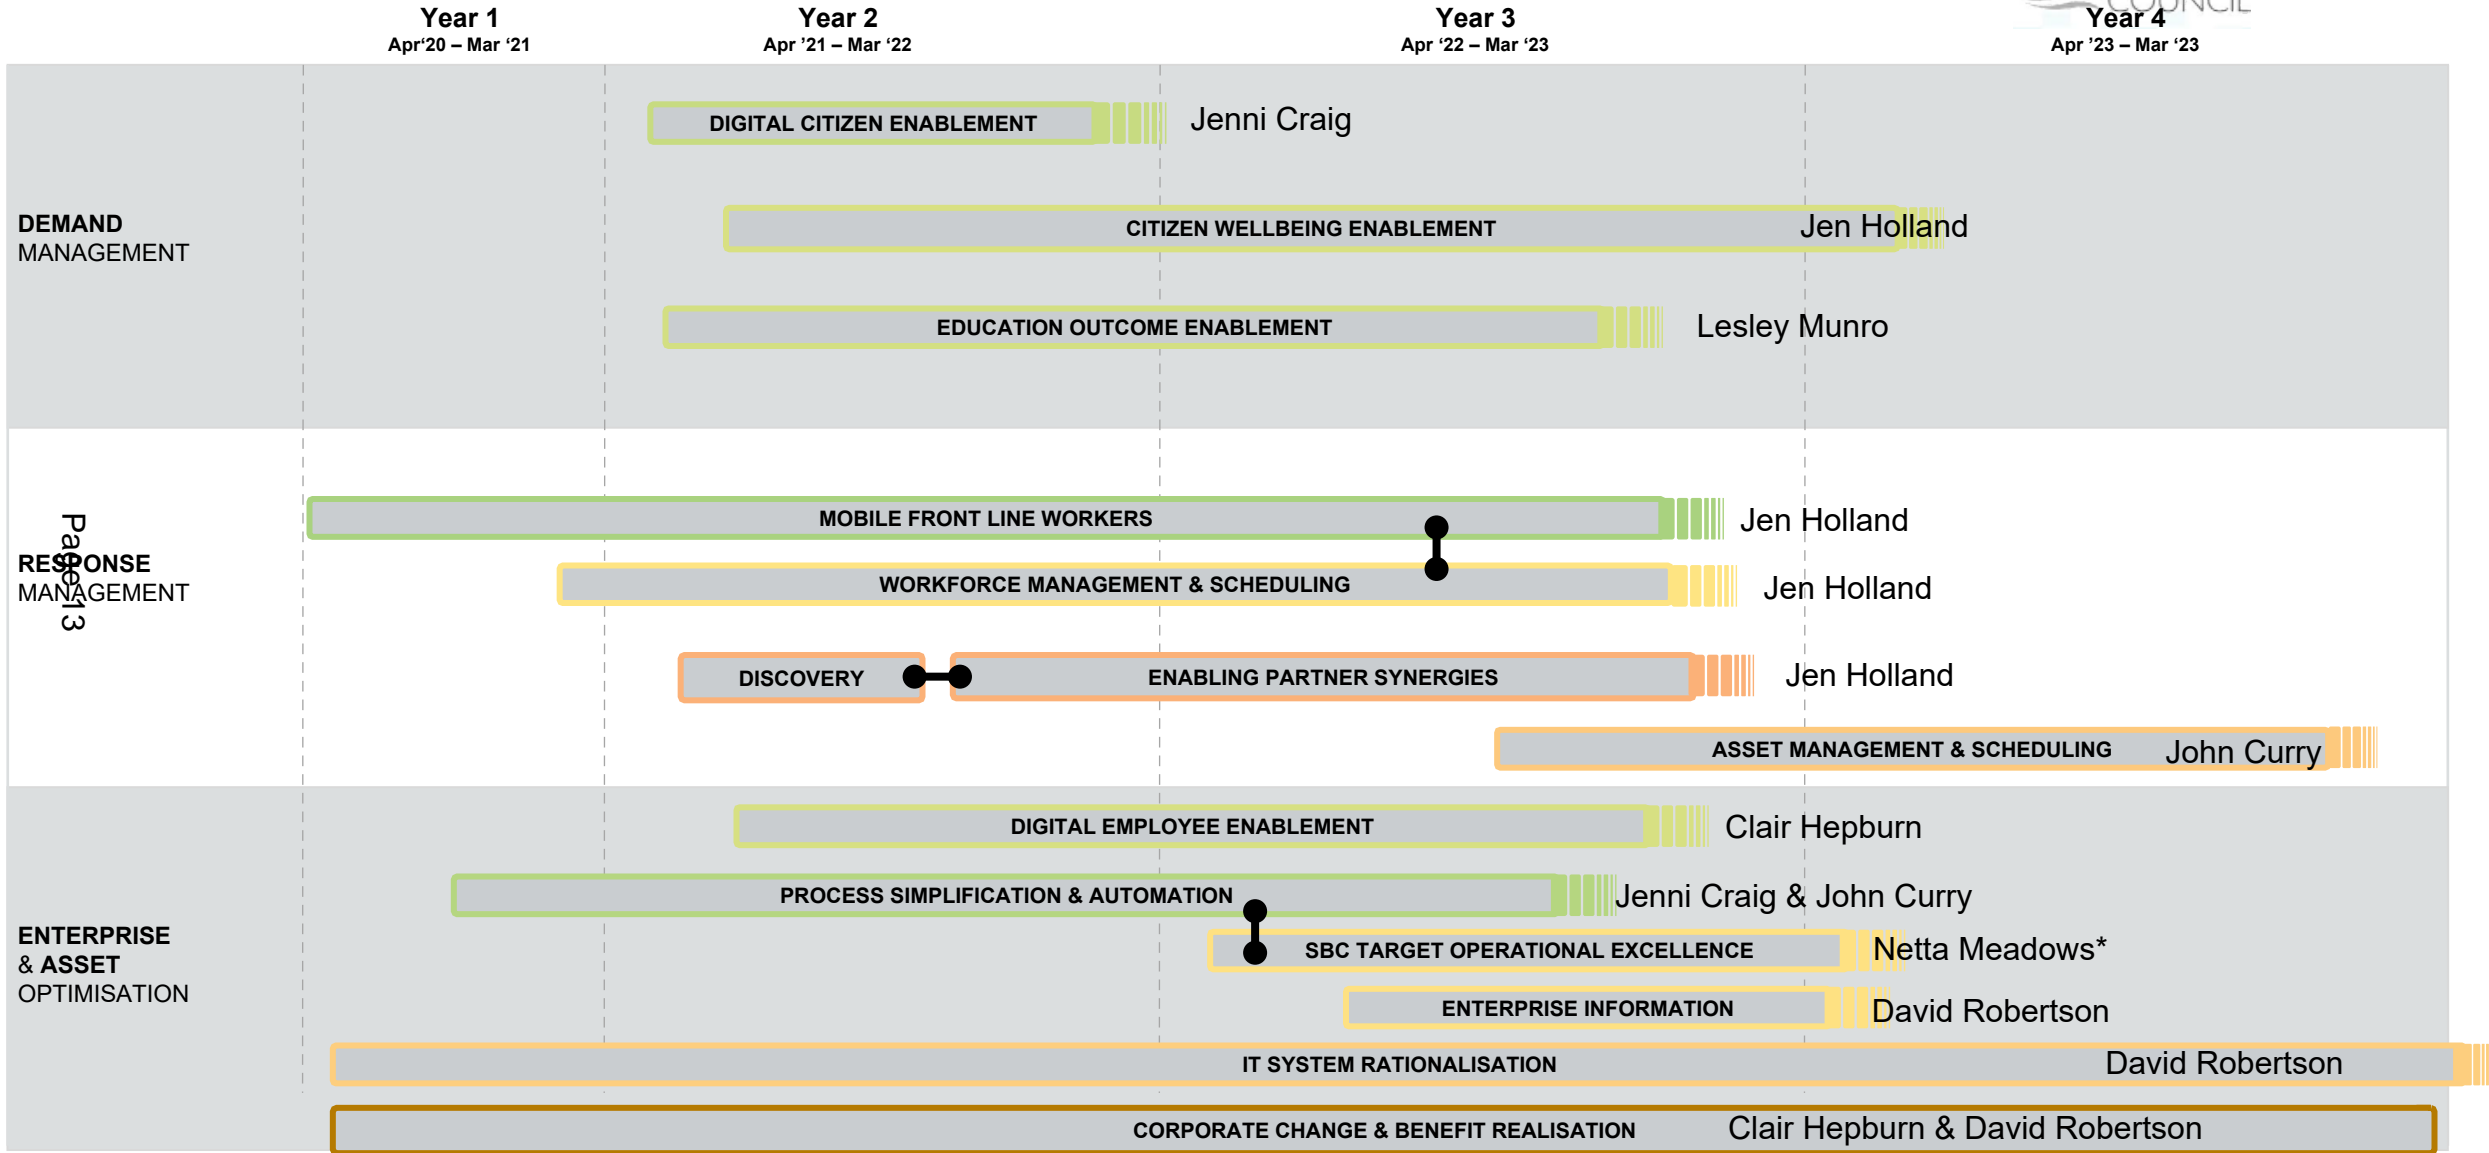 COUNCIL
Year 1
Apr‘20 – Mar ‘21
Year 2
Apr ’21 – Mar ‘22
Year 3
Apr ‘22 – Mar ‘23
Year 4
Apr ’23 – Mar ‘23
DEMAND
MANAGEMENT
DIGITAL CITIZEN ENABLEMENT
Jenni Craig
CITIZEN WELLBEING ENABLEMENT
Jen Holland
EDUCATION OUTCOME ENABLEMENT
Lesley Munro
Page 13
RESPONSE
MANAGEMENT
MOBILE FRONT LINE WORKERS
Jen Holland
WORKFORCE MANAGEMENT & SCHEDULING
Jen Holland
DISCOVERY
ENABLING PARTNER SYNERGIES
Jen Holland
ASSET MANAGEMENT & SCHEDULING
John Curry
ENTERPRISE
& ASSET
OPTIMISATION
DIGITAL EMPLOYEE ENABLEMENT
Clair Hepburn
PROCESS SIMPLIFICATION & AUTOMATION
Jenni Craig & John Curry
SBC TARGET OPERATIONAL EXCELLENCE
Netta Meadows*
ENTERPRISE INFORMATION
David Robertson
IT SYSTEM RATIONALISATION
David Robertson
CORPORATE CHANGE & BENEFIT REALISATION
Clair Hepburn & David Robertson